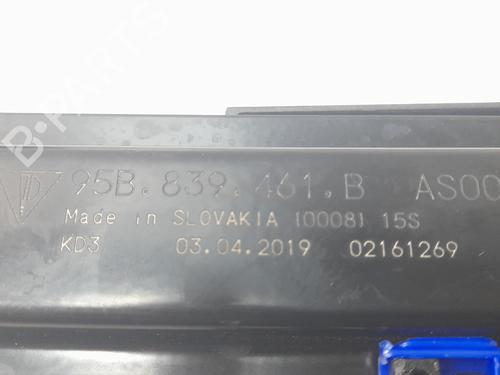 95B.839.461.B AS00
Made in SLOVAKIA (0008) 15S
KD3 03.04.2019 02161269
B-PARTS